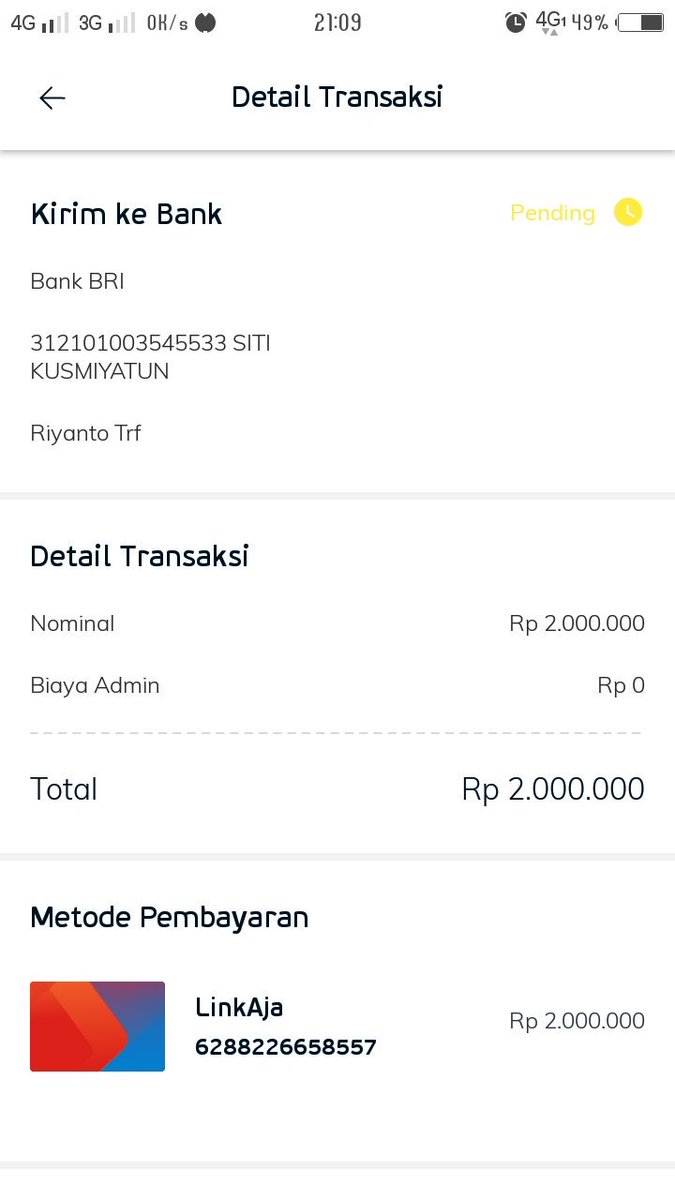 4G 3G 0K/s 21:09 4G1 49%
Detail Transaksi
Kirim ke Bank Pending
Bank BRI
312101003545533 SITI
KUSMIYATUN
Riyanto Trf
Detail Transaksi
Nominal Rp 2.000.000
Biaya Admin Rp 0
Total Rp 2.000.000
Metode Pembayaran
LinkAja
6288226658557 Rp 2.000.000